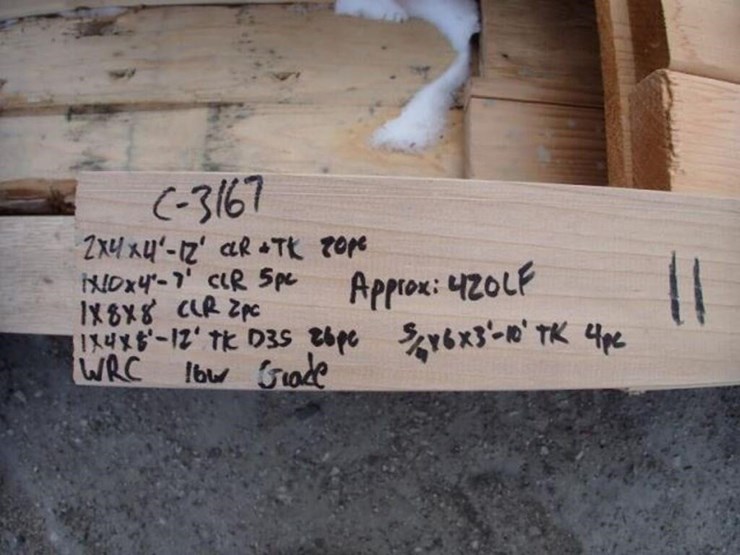 C-3167
2x4x4'-12' CLR + TK 20pc
1x10x4'-7' CLR 5pc
Approx: 420LF
11
1x8x8' CLR 2pc
1x4x8'-12' TK D3S 26pc
5/4x6x3'-10' TK 4pc
WRC low Grade